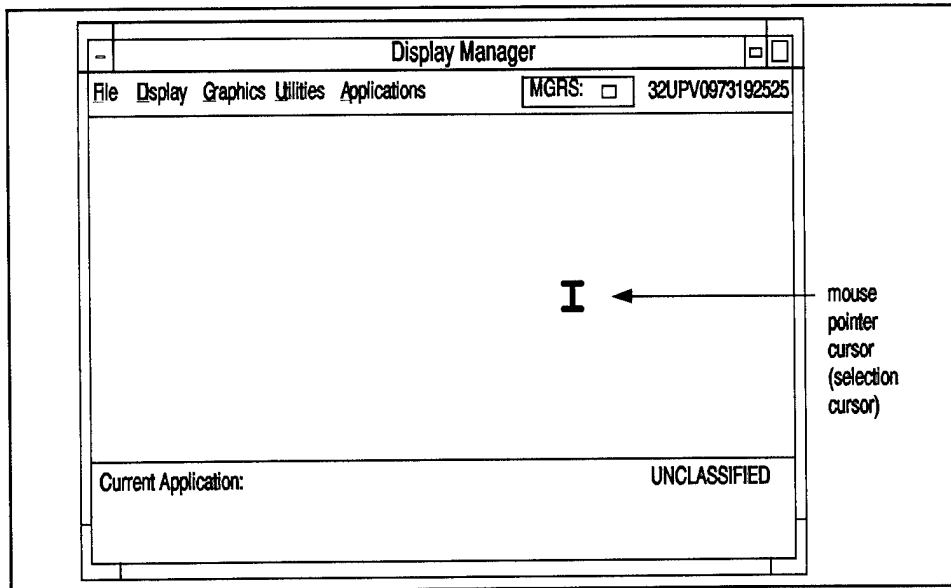 Display Manager
File Display Graphics Utilities Applications MGRS: 32UPV0973192525
mouse
pointer
cursor
(selection
cursor)
Current Application: UNCLASSIFIED